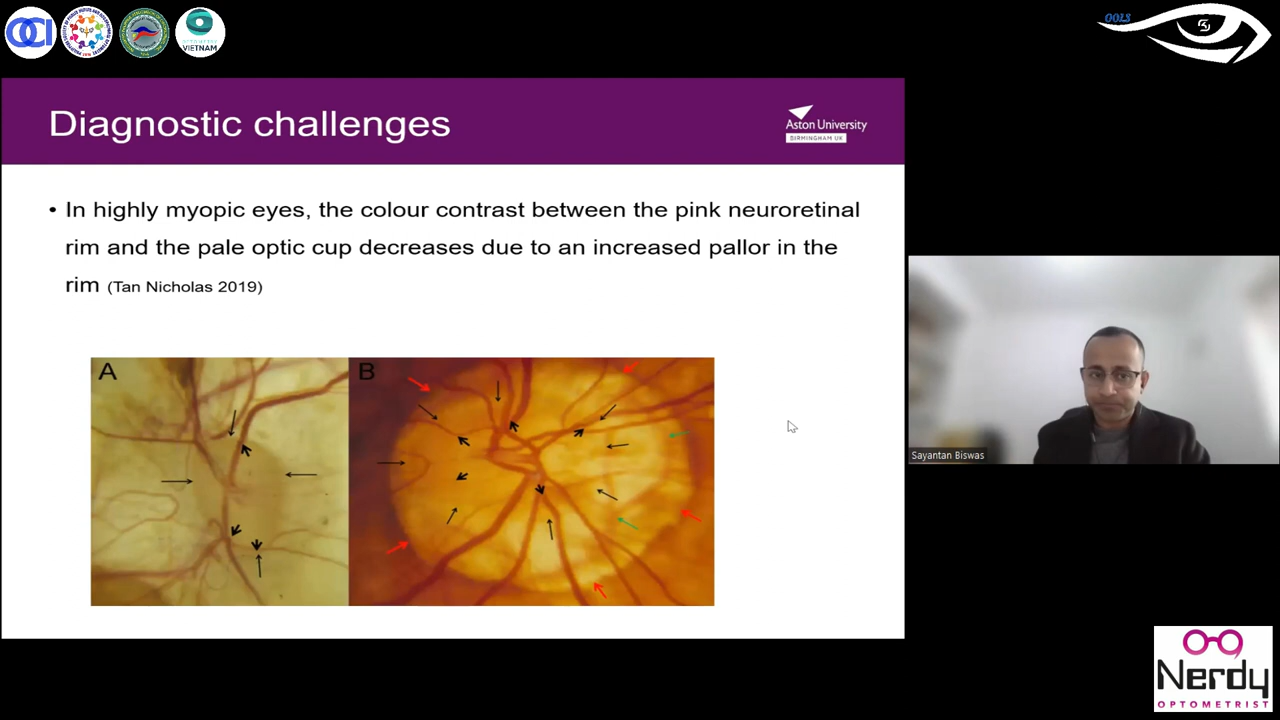 OCI
VIETNAM
OOLS
Diagnostic challenges
Aston University
BIRMINGHAM UK
• In highly myopic eyes, the colour contrast between the pink neuroretinal
rim and the pale optic cup decreases due to an increased pallor in the
rim (Tan Nicholas 2019)
A
B
Sayantan Biswas
Nerdy
OPTOMETRIST